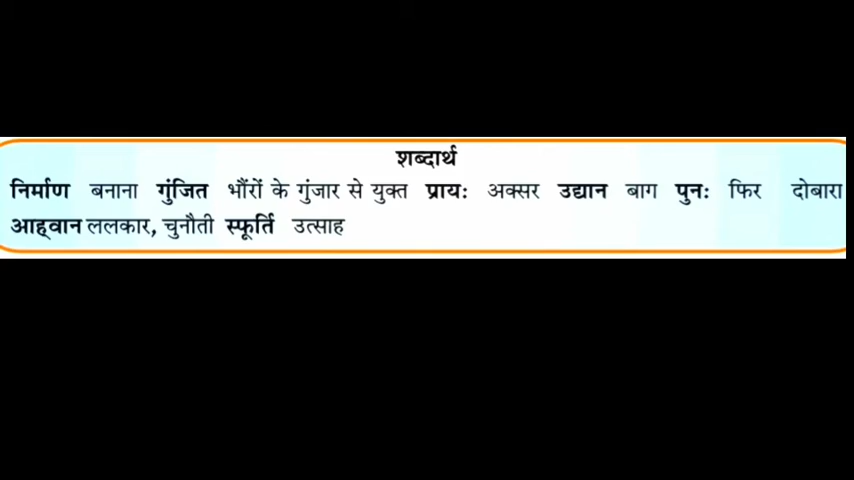 शब्दार्थ
निर्माण बनाना गुंजित भौंरों के गुंजार से युक्त प्रायः अक्सर उद्यान बाग पुनः फिर दोबारा
आह्वान ललकार, चुनौती स्फूर्ति उत्साह